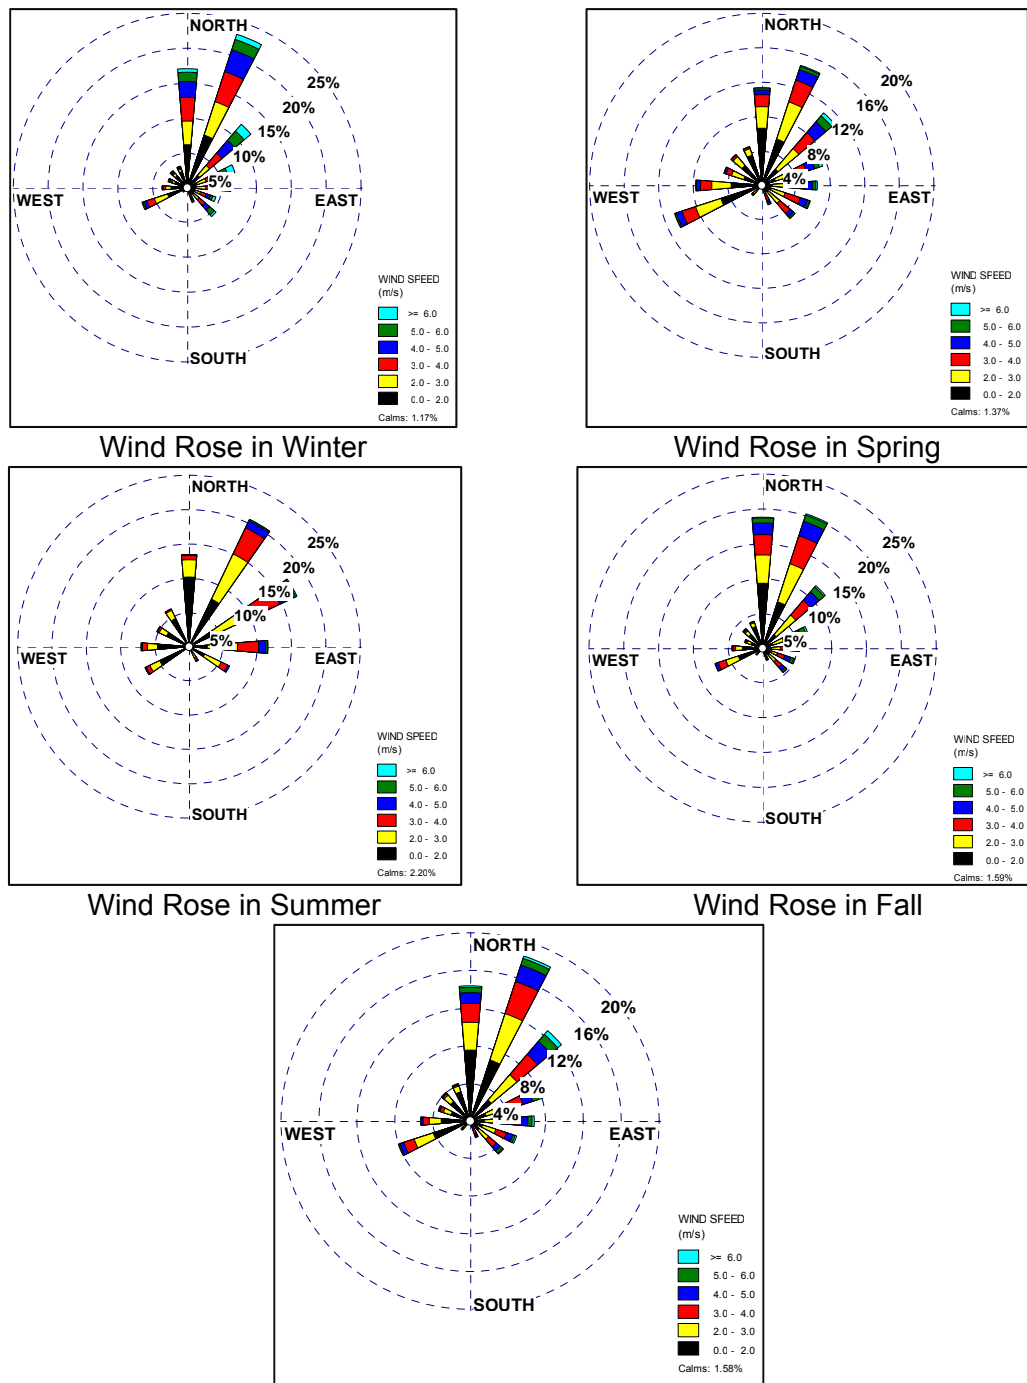 NORTH
25%
20%
15%
10%
5%
WEST
EAST
SOUTH
WIND SPEED
(m/s)
>= 6.0
5.0 - 6.0
4.0 - 5.0
3.0 - 4.0
2.0 - 3.0
0.0 - 2.0
Calms: 1.17%
Wind Rose in Winter
NORTH
20%
16%
12%
8%
4%
WEST
EAST
SOUTH
WIND SPEED
(m/s)
>= 6.0
5.0 - 6.0
4.0 - 5.0
3.0 - 4.0
2.0 - 3.0
0.0 - 2.0
Calms: 1.37%
Wind Rose in Spring
NORTH
25%
20%
15%
10%
5%
WEST
EAST
SOUTH
WIND SPEED
(m/s)
>= 6.0
5.0 - 6.0
4.0 - 5.0
3.0 - 4.0
2.0 - 3.0
0.0 - 2.0
Calms: 2.20%
Wind Rose in Summer
NORTH
25%
20%
15%
10%
5%
WEST
EAST
SOUTH
WIND SPEED
(m/s)
>= 6.0
5.0 - 6.0
4.0 - 5.0
3.0 - 4.0
2.0 - 3.0
0.0 - 2.0
Calms: 1.59%
Wind Rose in Fall
NORTH
20%
16%
12%
8%
4%
WEST
EAST
SOUTH
WIND SPEED
(m/s)
>= 6.0
5.0 - 6.0
4.0 - 5.0
3.0 - 4.0
2.0 - 3.0
0.0 - 2.0
Calms: 1.58%